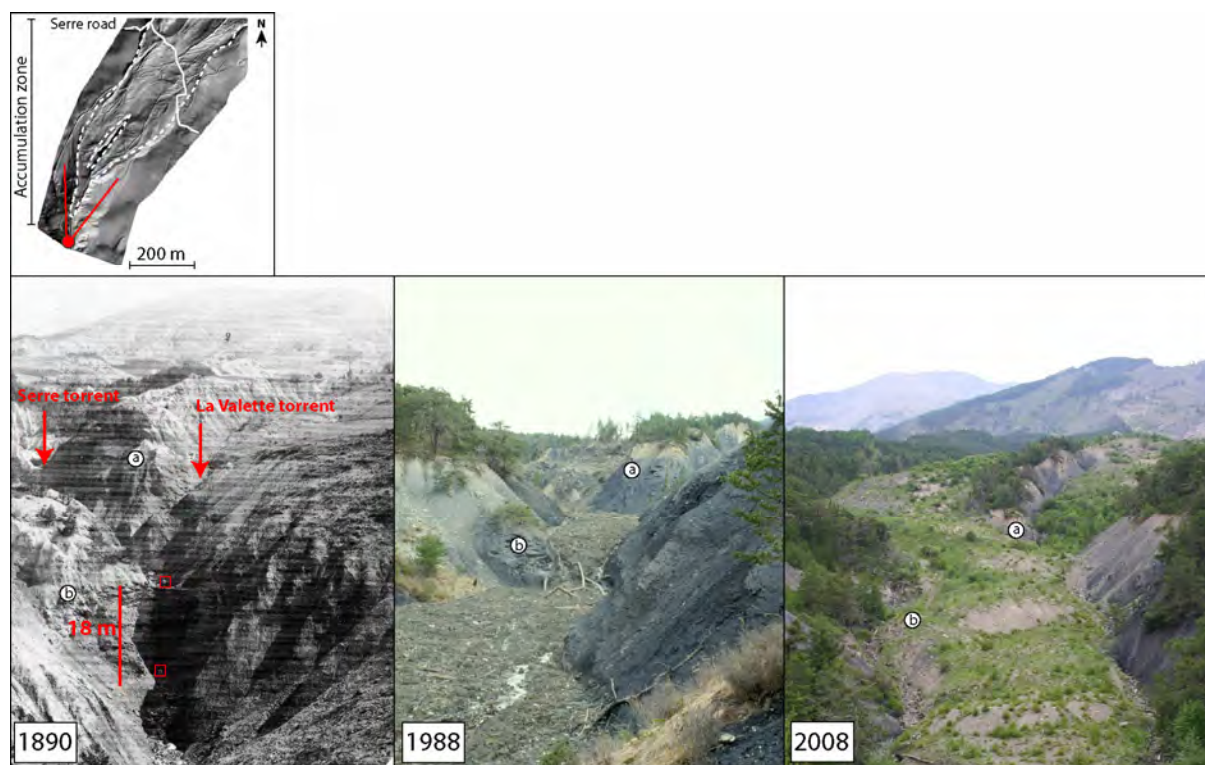 Serre road
N
Accumulation zone
200 m
Serre torrent
La Valette torrent
a
b
18 m
1890
a
b
1988
a
b
2008